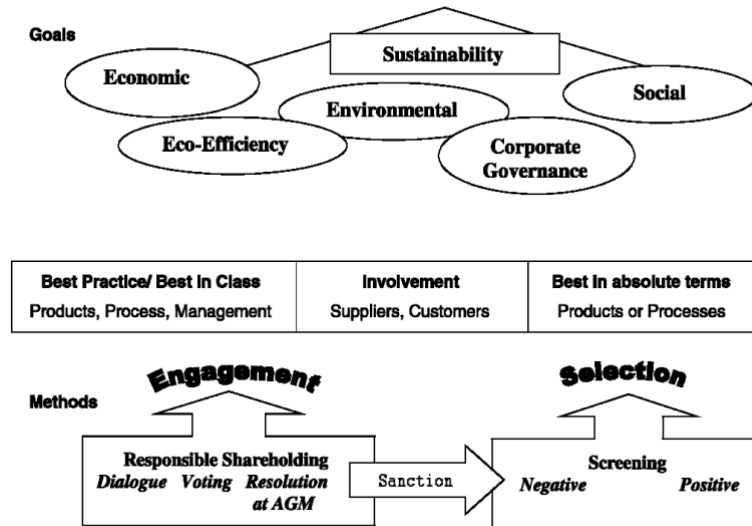 Goals
Sustainability
Economic
Social
Environmental
Eco-Efficiency
Corporate
Governance
Best Practice/ Best in Class
Products, Process, Management
Involvement
Suppliers, Customers
Best in absolute terms
Products or Processes
Methods
Engagement
Selection
Responsible Shareholding
Dialogue Voting Resolution
at AGM
Sanction
Screening
Negative Positive